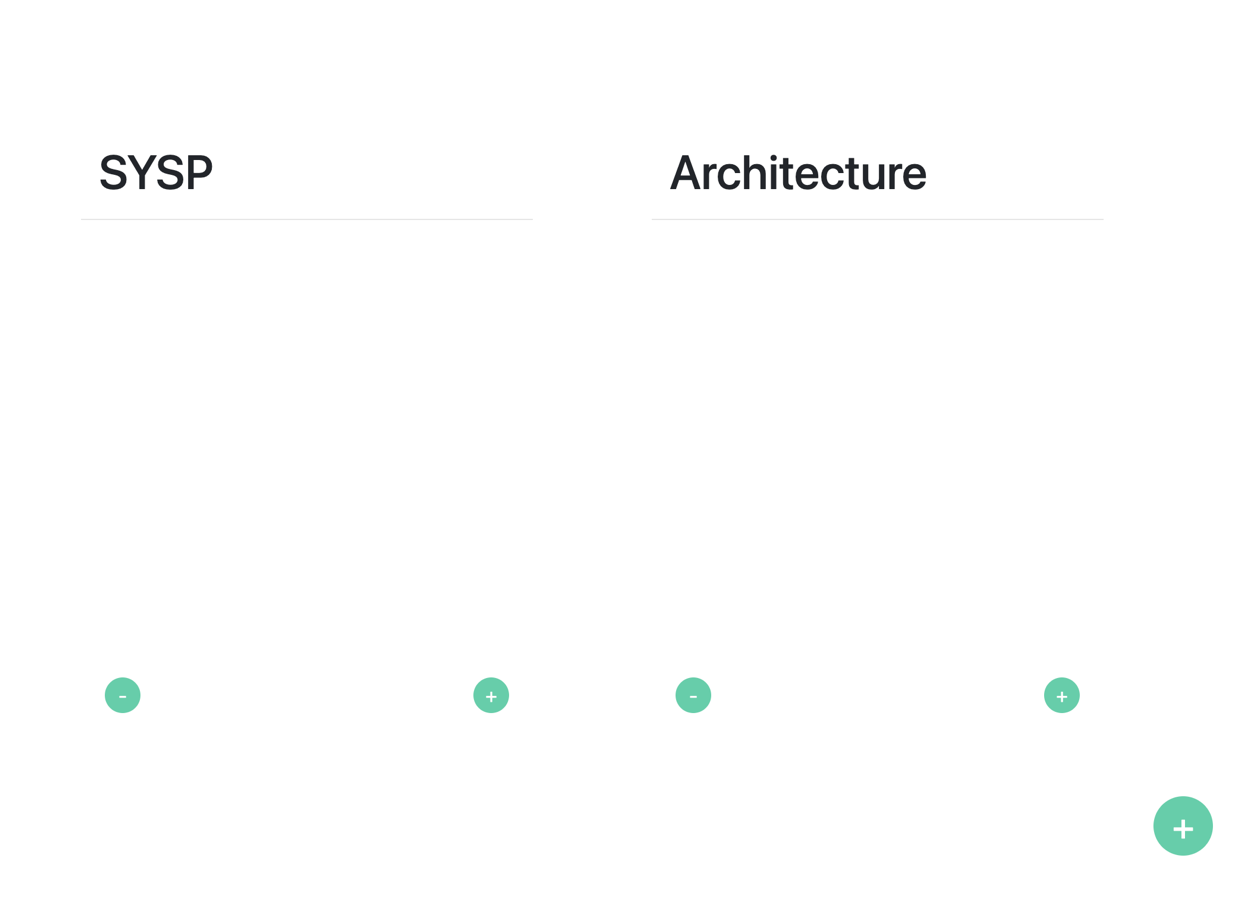 SYSP
Architecture
-
+
-
+
+